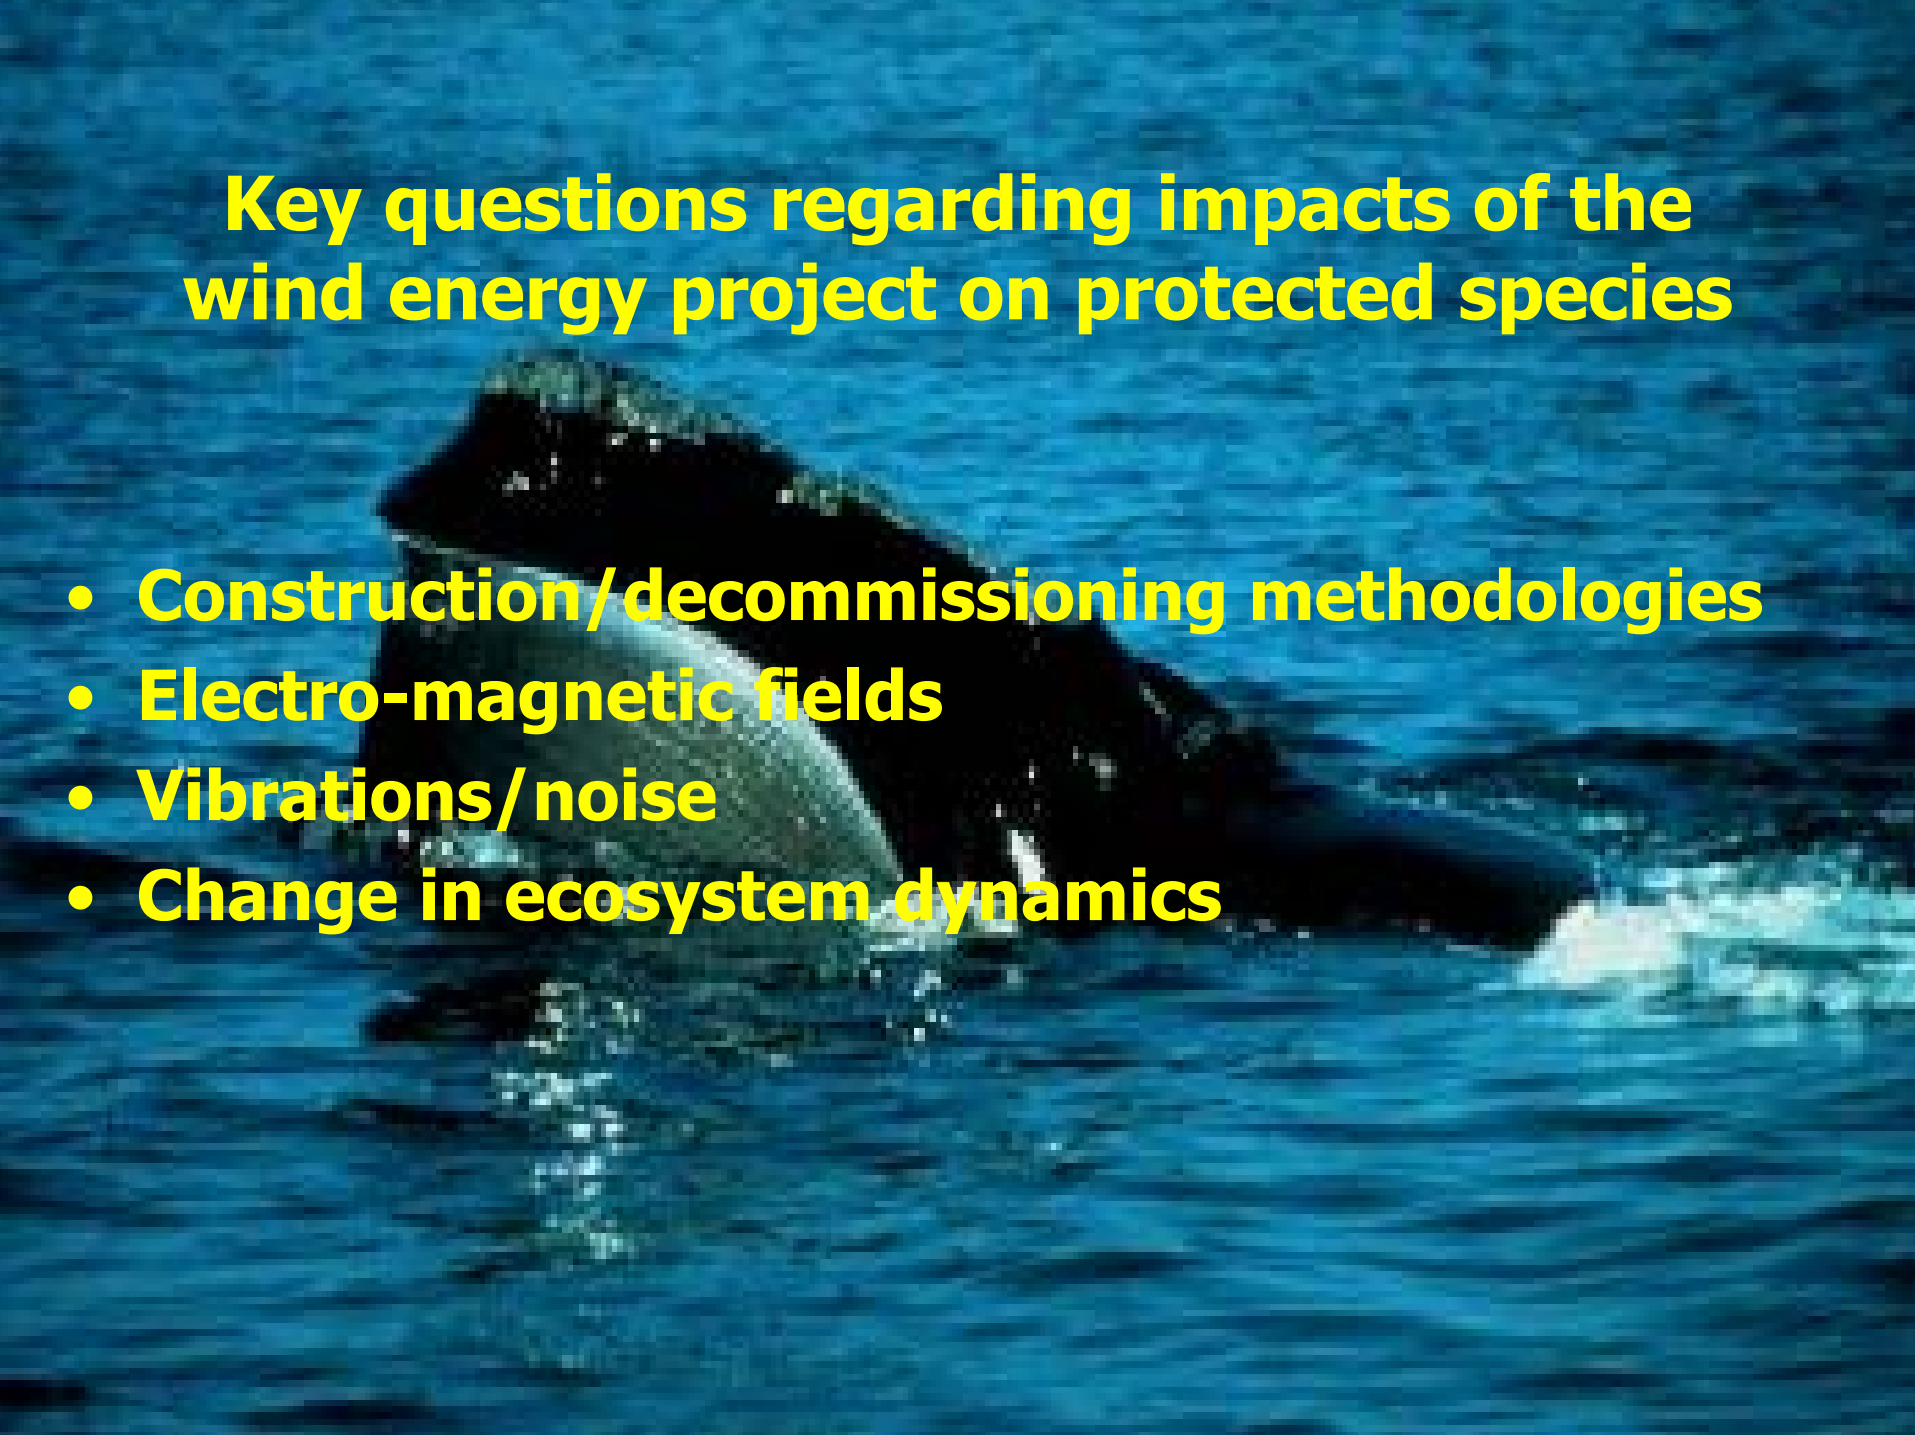 Key questions regarding impacts of the
wind energy project on protected species
• Construction/decommissioning methodologies
• Electro-magnetic fields
• Vibrations/noise
• Change in ecosystem dynamics